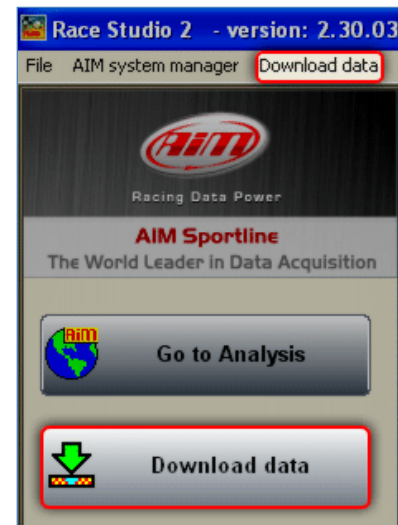 Race Studio 2 - version: 2.30.03
File AIM system manager Download data
AiM
Racing Data Power
AIM Sportline
The World Leader in Data Acquisition
AiM
Go to Analysis
Download data